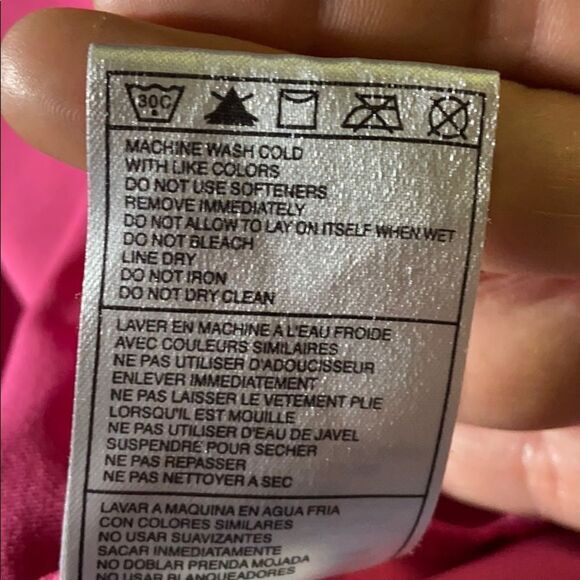 30C
MACHINE WASH COLD
WITH LIKE COLORS
DO NOT USE SOFTENERS
REMOVE IMMEDIATELY
DO NOT ALLOW TO LAY ON ITSELF WHEN WET
DO NOT BLEACH
LINE DRY
DO NOT IRON
DO NOT DRY CLEAN
LAVER EN MACHINE A L'EAU FROIDE
AVEC COULEURS SIMILAIRES
NE PAS UTILISER D'ADOUCISSEUR
ENLEVER IMMEDIATEMENT
NE PAS LAISSER LE VETEMENT PLIE
LORSQU'IL EST MOUILLE
NE PAS UTILISER D'EAU DE JAVEL
SUSPENDRE POUR SECHER
NE PAS REPASSER
NE PAS NETTOYER A SEC
LAVAR A MAQUINA EN AGUA FRIA
CON COLORES SIMILARES
NO USAR SUAVIZANTES
SACAR INMEDIATAMENTE
NO DOBLAR PRENDA MOJADA
NO USAR BLANQUEADORES